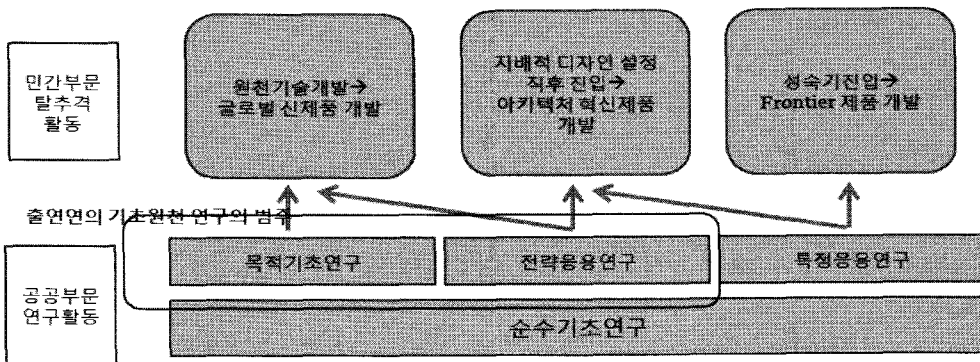 민간부문
탈추격
활동
원천기술개발→
글로벌 신제품 개발
지배적 디자인 설정
직후 진입→
아키텍처 혁신제품
개발
성숙기진입→
Frontier 제품 개발
출연연의 기초원천 연구의 범주
공공부문
연구활동
목적기초연구
전략응용연구
특정응용연구
순수기초연구